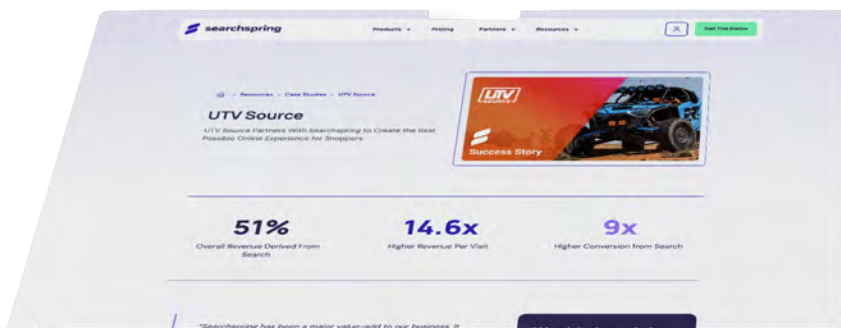 searchspring
Products Pricing Partners Resources Get The Demo
Resources Case Studies UTV Source
UTV Source
UTV Source Partners With Searchspring to Create the Best
Possible Online Experience for Shoppers
UTV
SOURCE
Success Story
51% 14.6x 9x
Overall Revenue Derived From Higher Revenue Per Visit Higher Conversion from Search
Search
"Searchspring has been a major value-add to our business. It